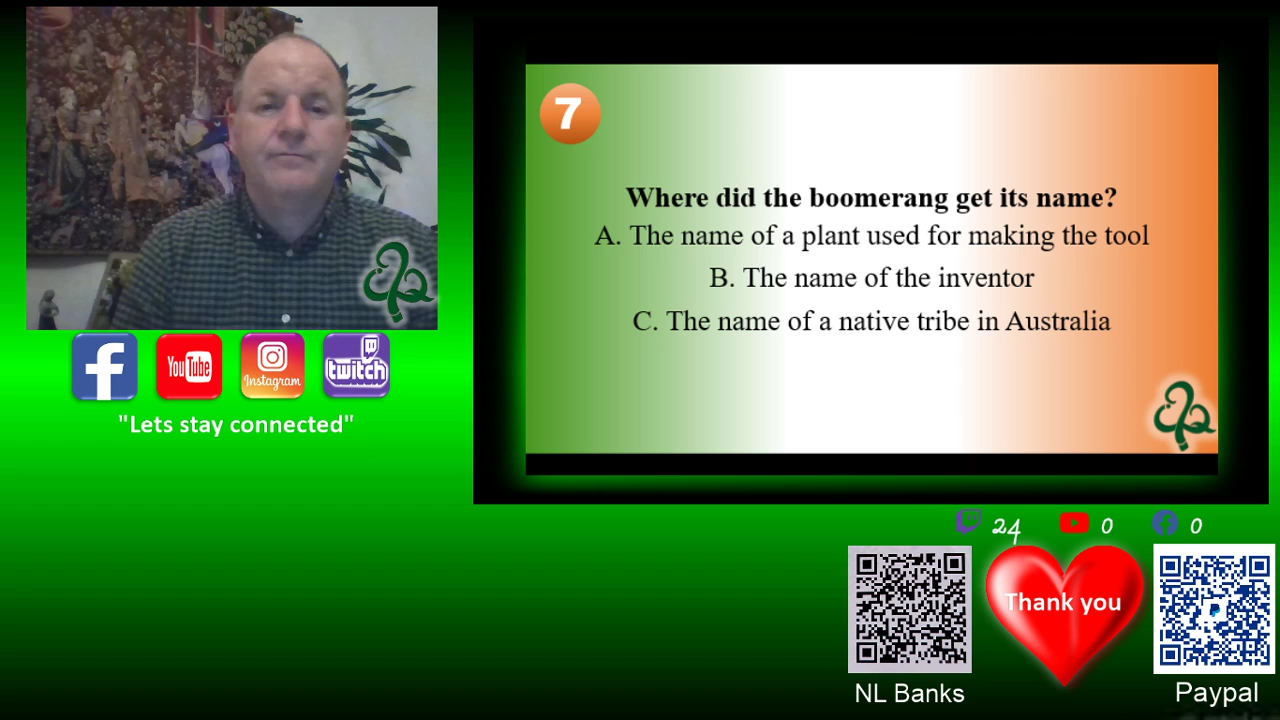 7
Where did the boomerang get its name?
A. The name of a plant used for making the tool
B. The name of the inventor
C. The name of a native tribe in Australia
f
YouTube
Instagram
twitch
"Lets stay connected"
24
0
0
Thank you
NL Banks
Paypal